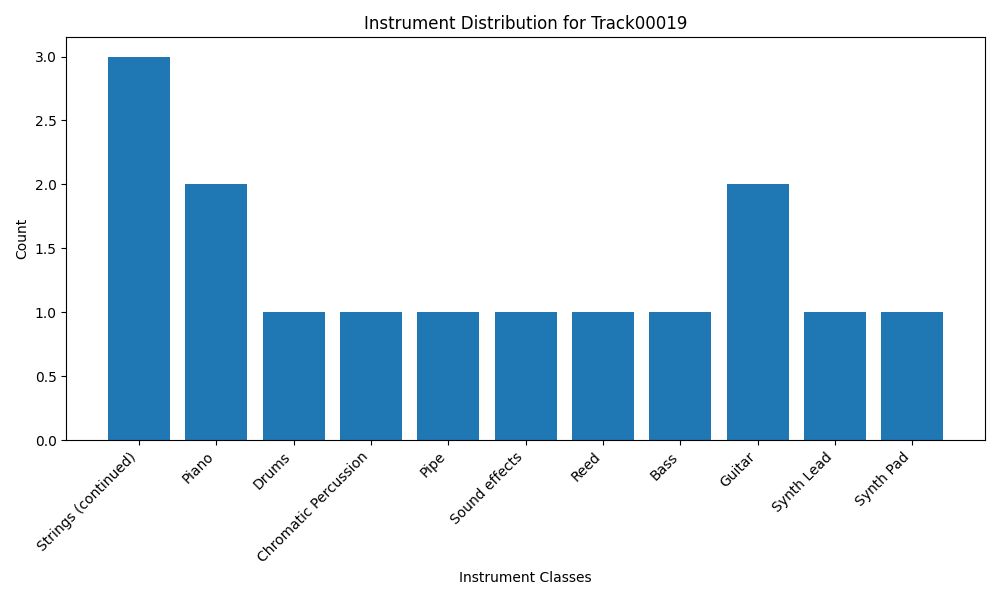 Instrument Distribution for Track00019
Count
3.0
2.5
2.0
1.5
1.0
0.5
0.0
Strings (continued)
Piano
Drums
Chromatic Percussion
Pipe
Sound effects
Reed
Bass
Guitar
Synth Lead
Synth Pad
Instrument Classes